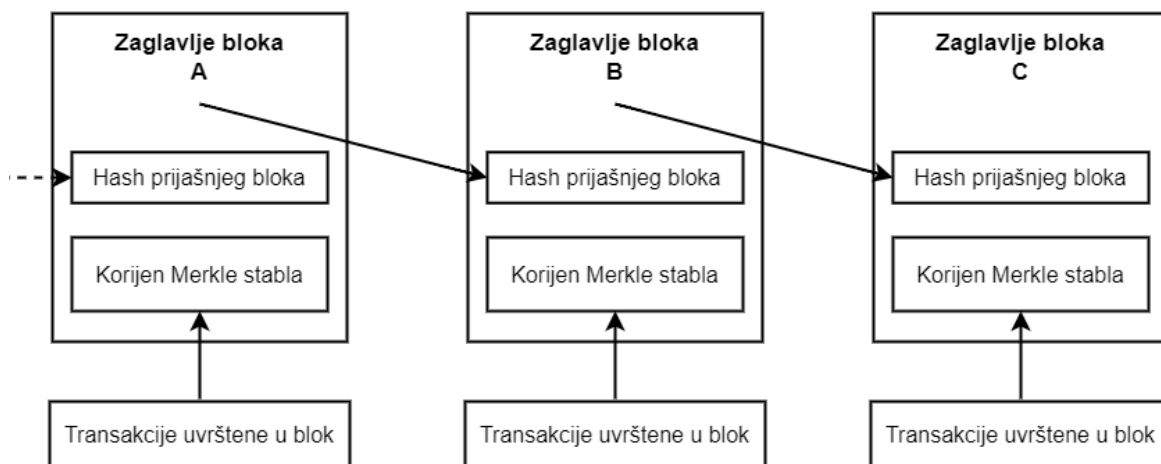 Zaglavlje bloka
A
Hash prijašnjeg bloka
Korijen Merkle stabla
Transakcije uvrštene u blok
Zaglavlje bloka
B
Hash prijašnjeg bloka
Korijen Merkle stabla
Transakcije uvrštene u blok
Zaglavlje bloka
C
Hash prijašnjeg bloka
Korijen Merkle stabla
Transakcije uvrštene u blok